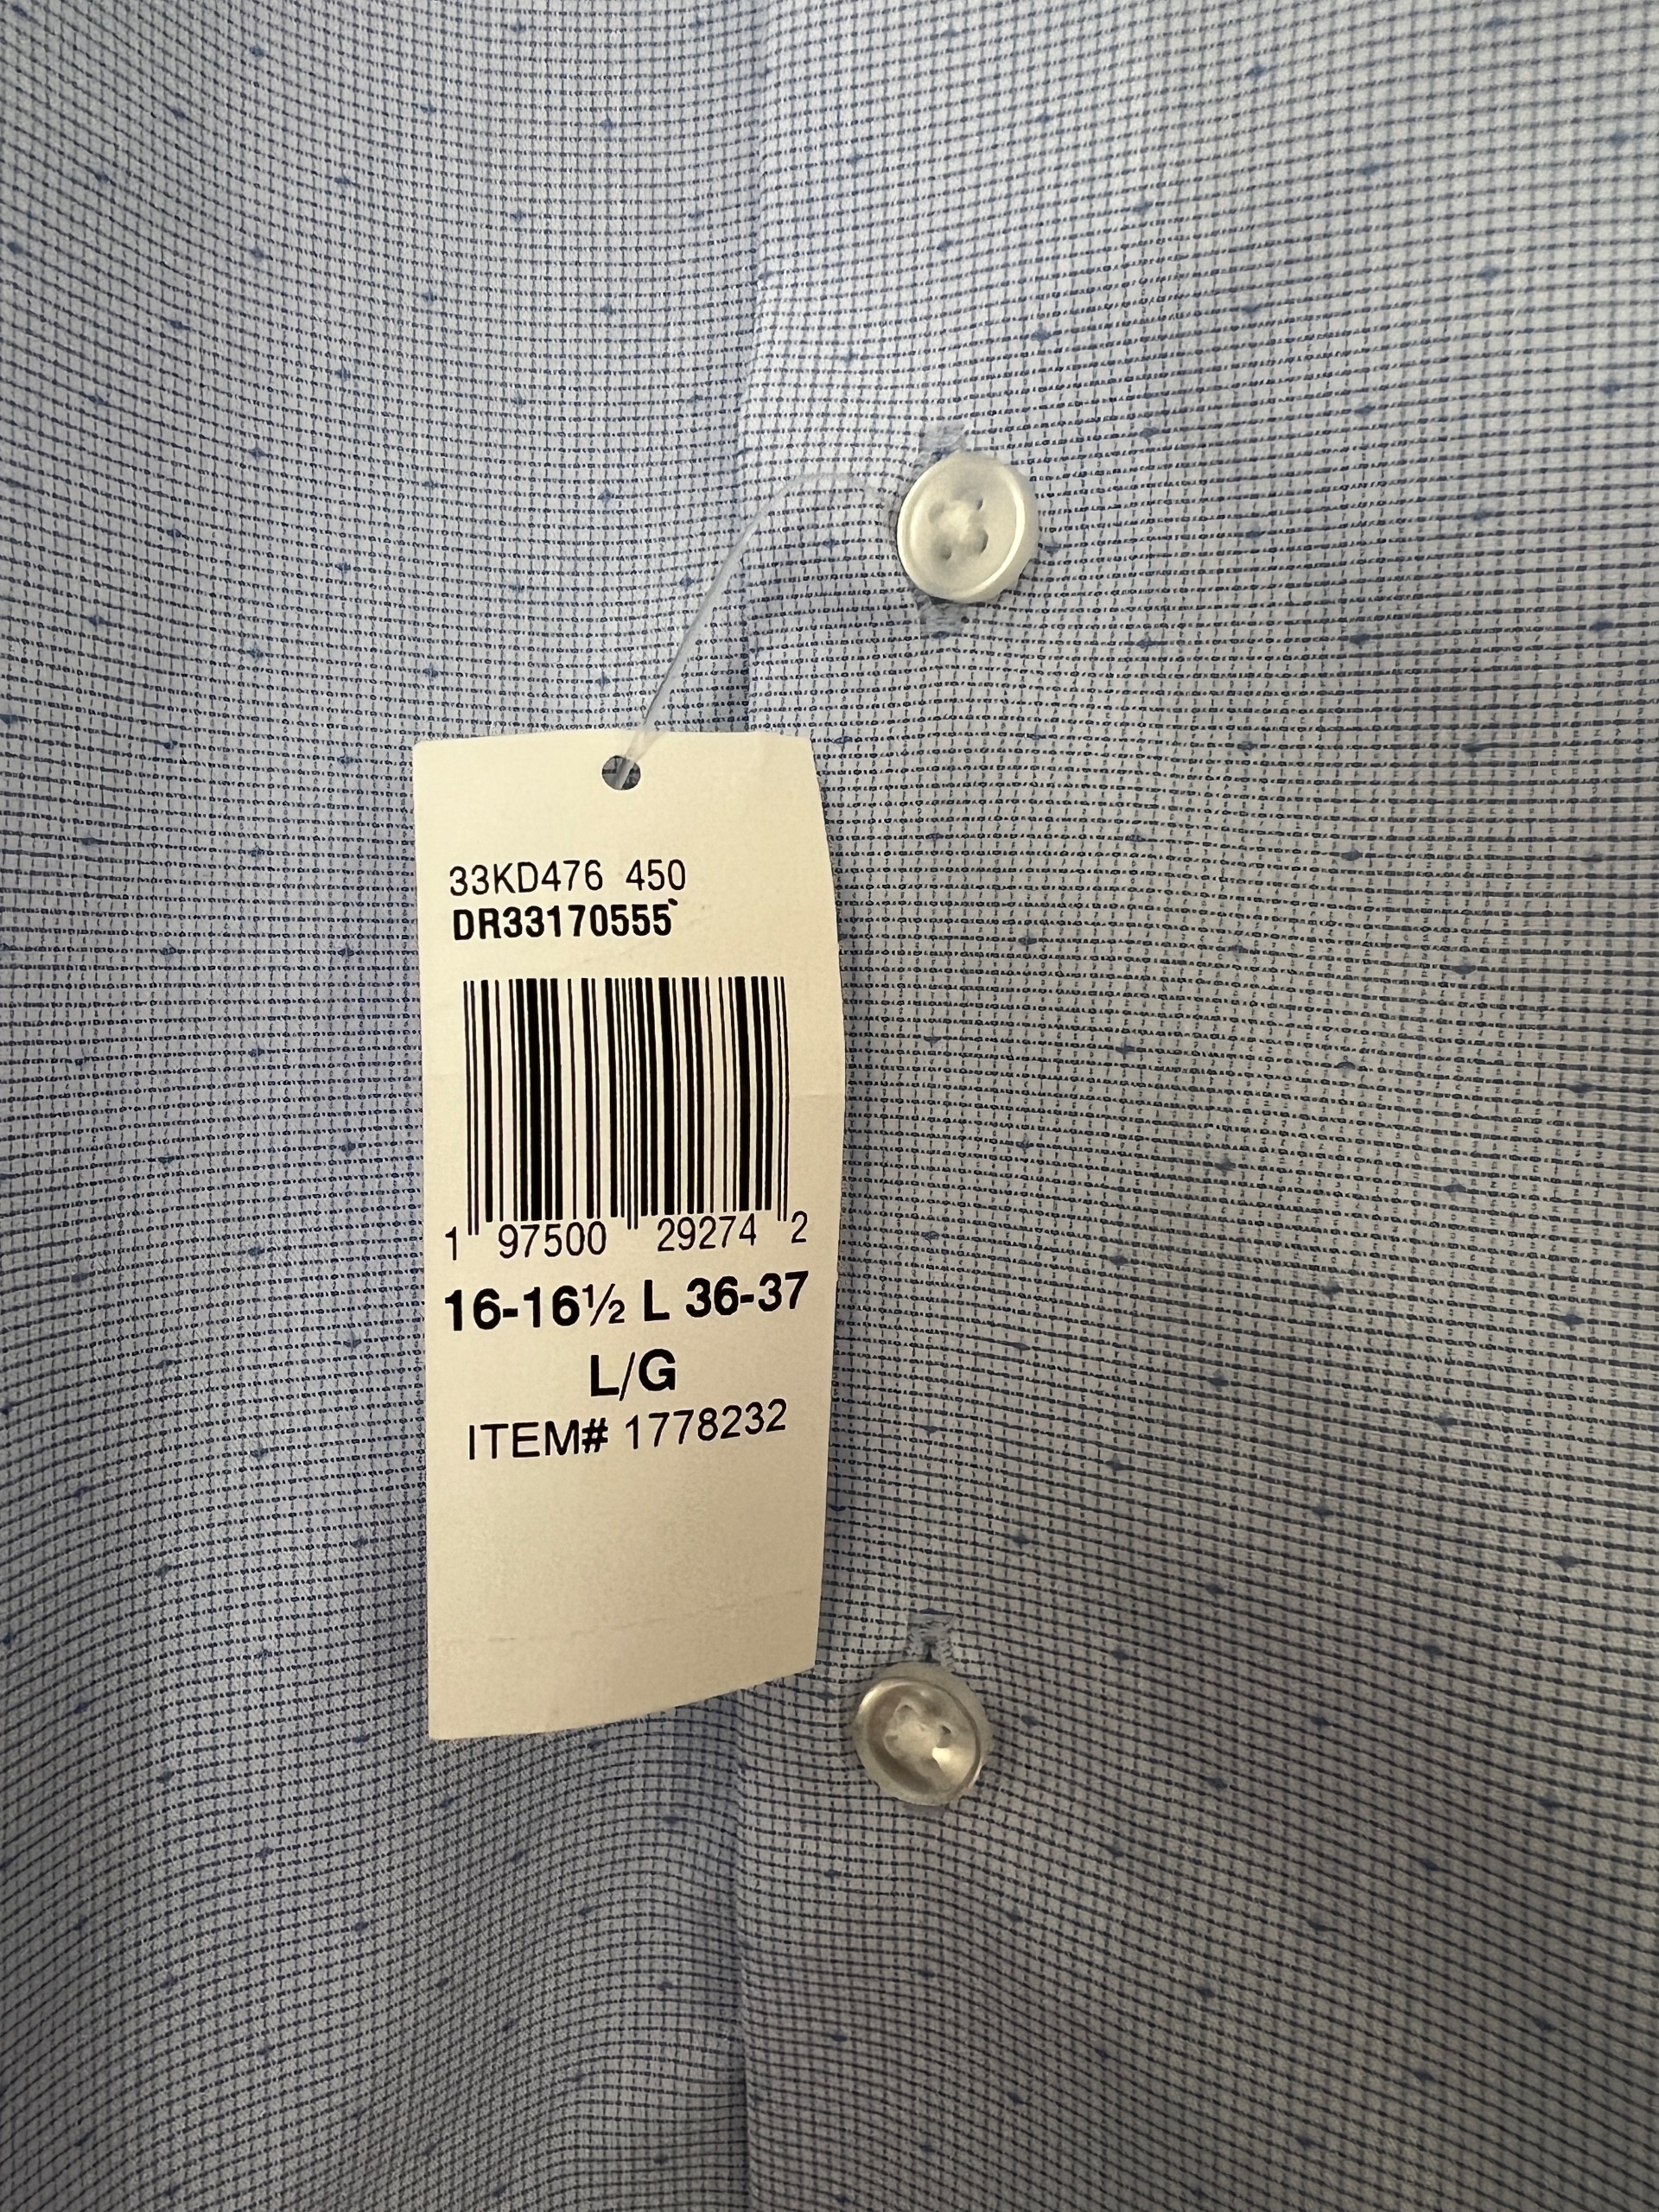 33KD476 450
DR33170555`
1 97500 29274 2
16-16½ L 36-37
L/G
ITEM# 1778232